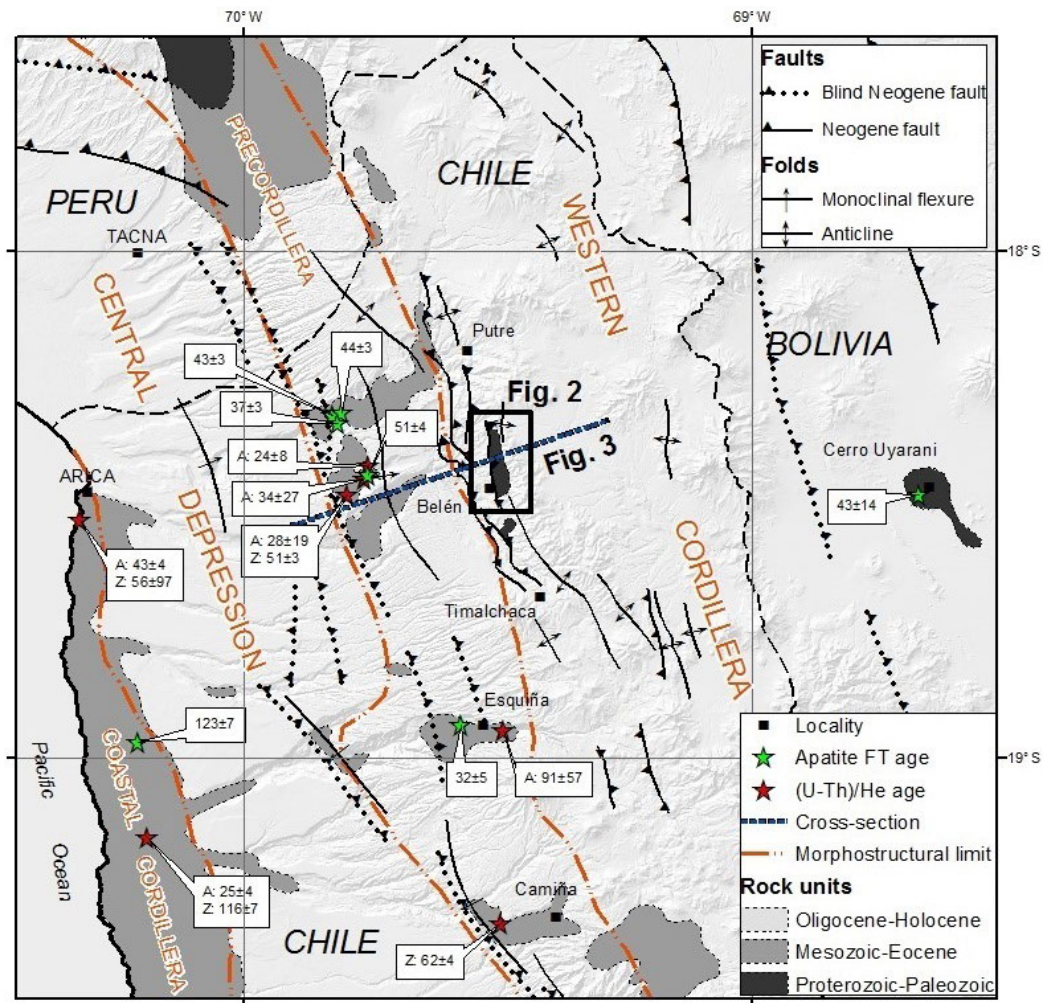 70°W
69°W
Faults
Blind Neogene fault
Neogene fault
Folds
Monoclinal flexure
Anticline
PRECORDILLERA
CHILE
PERU
WESTERN
TACNA
18°S
CENTRAL
Putre
BOLIVIA
43±3
44±3
Fig. 2
37±3
51±4
Fig. 3
A: 24±8
Cerro Uyarani
ARICA
A: 34±27
Belén
43±14
DEPRESSION
A: 28±19
Z: 51±3
A: 43±4
Z: 56±97
CORDILLERA
Timalchaca
Esquiña
123±7
Pacific
Ocean
32±5
A: 91±57
19°S
COASTAL
CORDILLERA
A: 25±4
Z: 116±7
Camiña
CHILE
Z: 62±4
Locality
Apatite FT age
(U-Th)/He age
Cross-section
Morphostructural limit
Rock units
Oligocene-Holocene
Mesozoic-Eocene
Proterozoic-Paleozoic